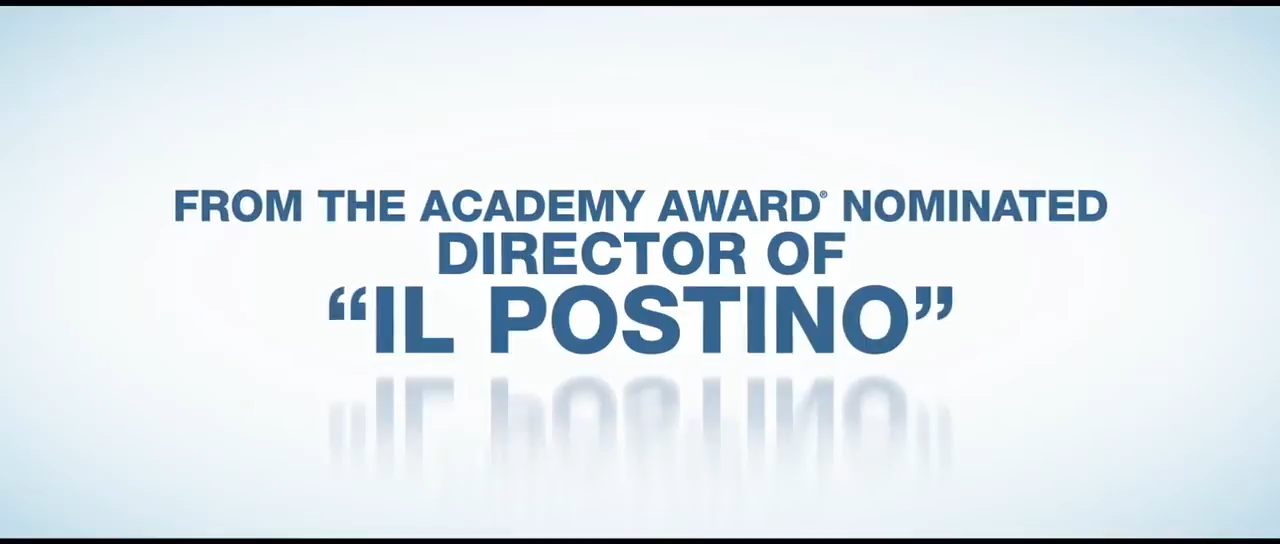 FROM THE ACADEMY AWARD® NOMINATED
DIRECTOR OF
“IL POSTINO”